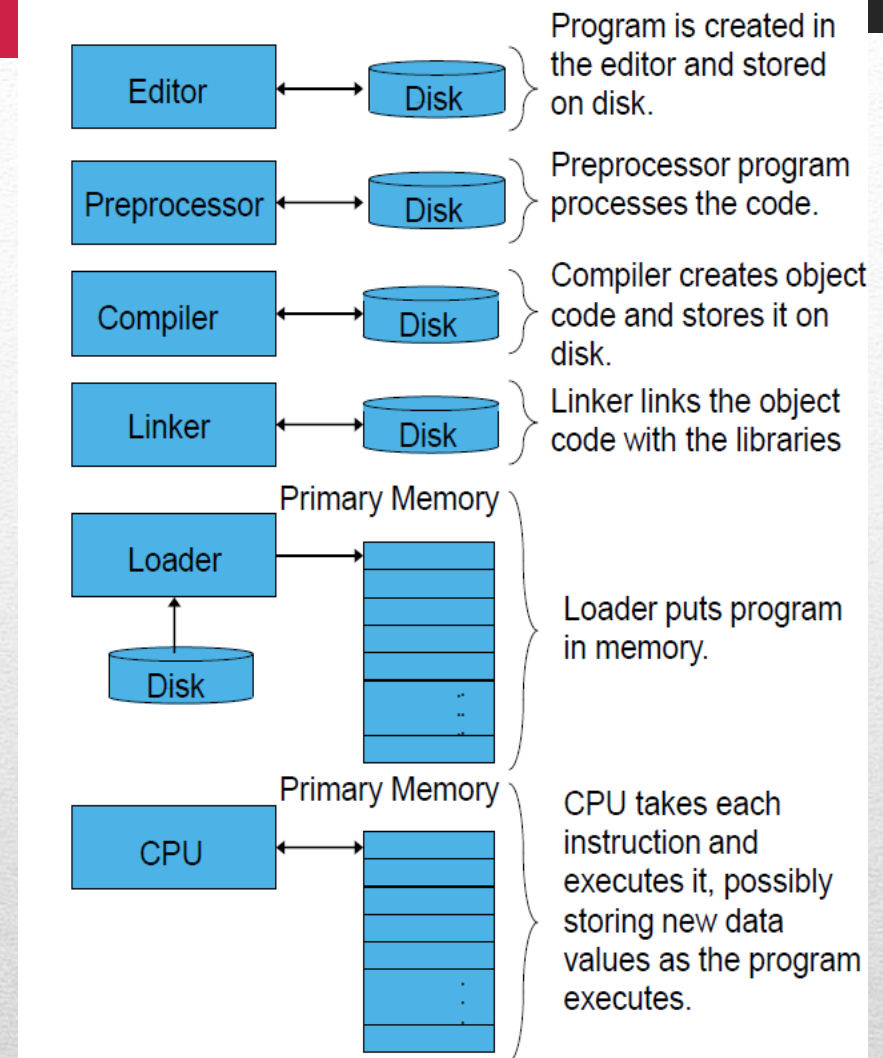 Editor
Disk
Program is created in
the editor and stored
on disk.
Preprocessor
Disk
Preprocessor program
processes the code.
Compiler
Disk
Compiler creates object
code and stores it on
disk.
Linker
Disk
Linker links the object
code with the libraries
Primary Memory
Loader
Disk
Loader puts program
in memory.
Primary Memory
CPU
CPU takes each
instruction and
executes it, possibly
storing new data
values as the program
executes.